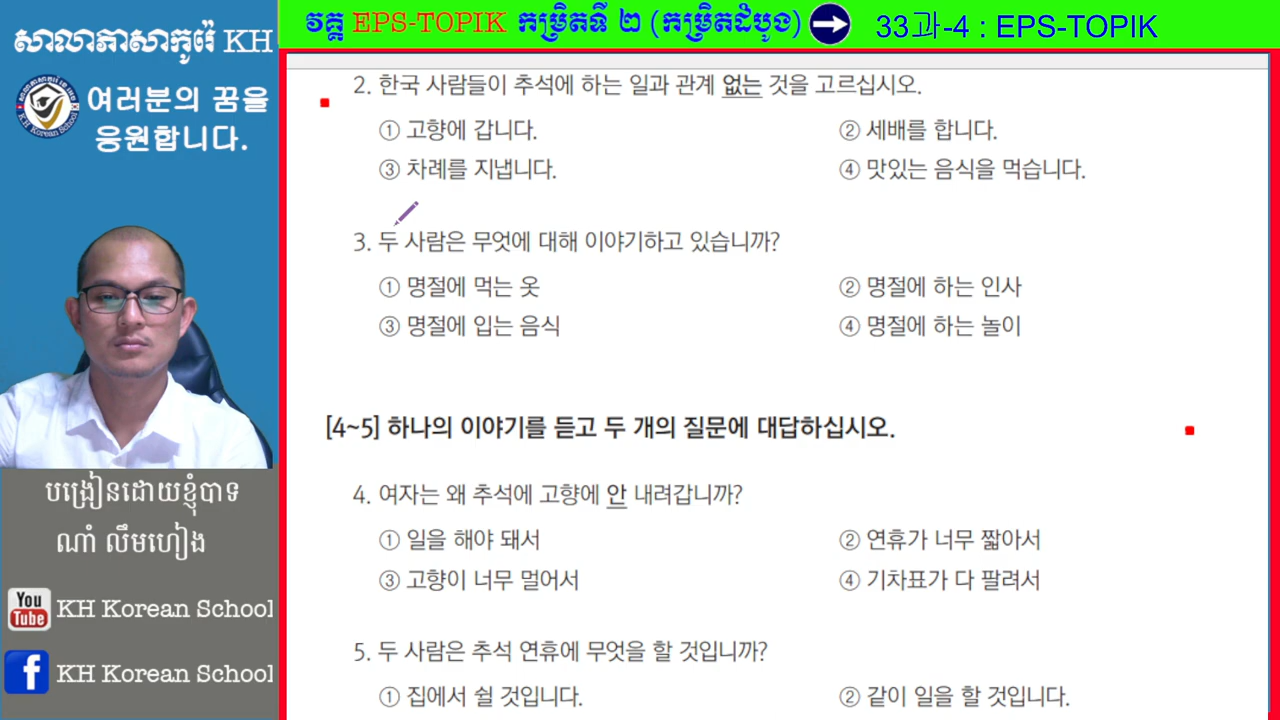 សាលាភាសាកូរ៉េ KH
여러분의 꿈을
응원합니다.
KH Korean School
វគ្គ EPS-TOPIK កម្រិតទី ២ (កម្រិតដំបូង)
33과-4 : EPS-TOPIK
2. 한국 사람들이 추석에 하는 일과 관계 없는 것을 고르십시오.
① 고향에 갑니다. ② 세배를 합니다.
③ 차례를 지냅니다. ④ 맛있는 음식을 먹습니다.
3. 두 사람은 무엇에 대해 이야기하고 있습니까?
① 명절에 먹는 옷 ② 명절에 하는 인사
③ 명절에 입는 음식 ④ 명절에 하는 놀이
[4~5] 하나의 이야기를 듣고 두 개의 질문에 대답하십시오.
4. 여자는 왜 추석에 고향에 안 내려갑니까?
① 일을 해야 돼서 ② 연휴가 너무 짧아서
③ 고향이 너무 멀어서 ④ 기차표가 다 팔려서
5. 두 사람은 추석 연휴에 무엇을 할 것입니까?
① 집에서 쉴 것입니다. ② 같이 일을 할 것입니다.
បង្រៀនដោយខ្ញុំបាទ
ណាំ លឹមហៀង
You Tube KH Korean School
f KH Korean School